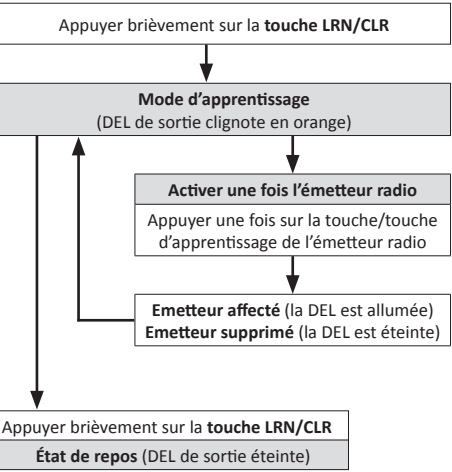 Appuyer brièvement sur la touche LRN/CLR
Mode d'apprentissage
(DEL de sortie clignote en orange)
Activer une fois l'émetteur radio
Appuyer une fois sur la touche/touche
d'apprentissage de l'émetteur radio
Emetteur affecté (la DEL est allumée)
Emetteur supprimé (la DEL est éteinte)
Appuyer brièvement sur la touche LRN/CLR
État de repos (DEL de sortie éteinte)